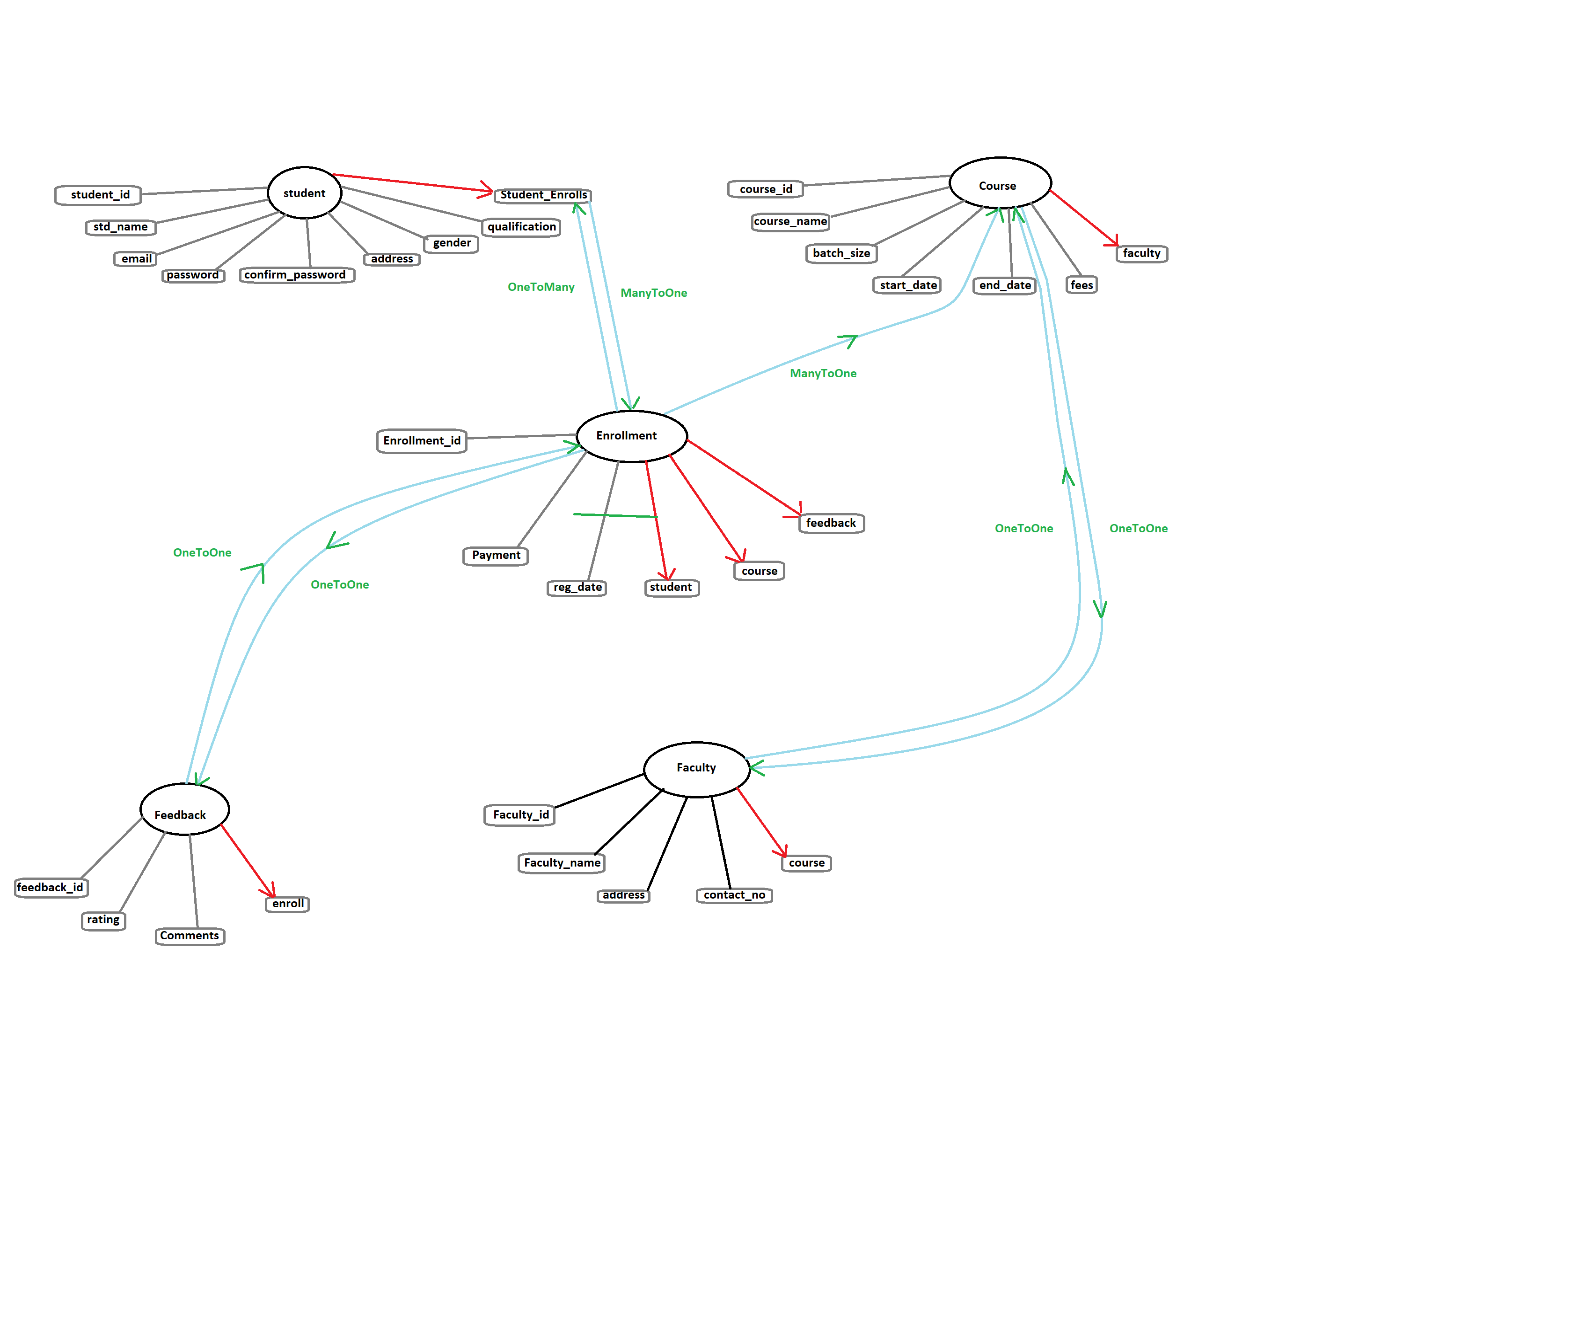 student
student_id
std_name
email
password
confirm_password
address
gender
qualification
Student_Enrolls
Course
course_id
course_name
batch_size
start_date
end_date
fees
faculty
OneToMany
ManyToOne
ManyToOne
Enrollment
Enrollment_id
Payment
reg_date
student
course
feedback
OneToOne
OneToOne
OneToOne
OneToOne
Feedback
feedback_id
rating
Comments
enroll
Faculty
Faculty_id
Faculty_name
address
contact_no
course